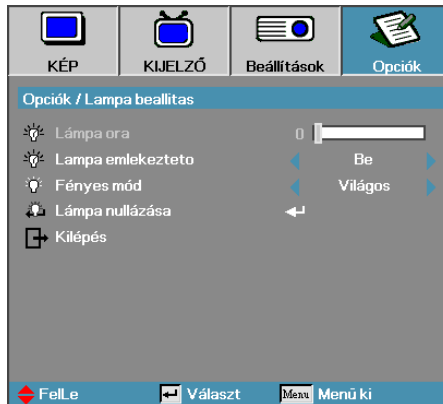 KÉP KIJELZŐ Beállítások Opciók
Opciók / Lampa beallitas
Lámpa ora 0
Lampa emlekezteto Be
Fényes mód Világos
Lámpa nullázása
Kilépés
FelLe Választ Menu Menü ki